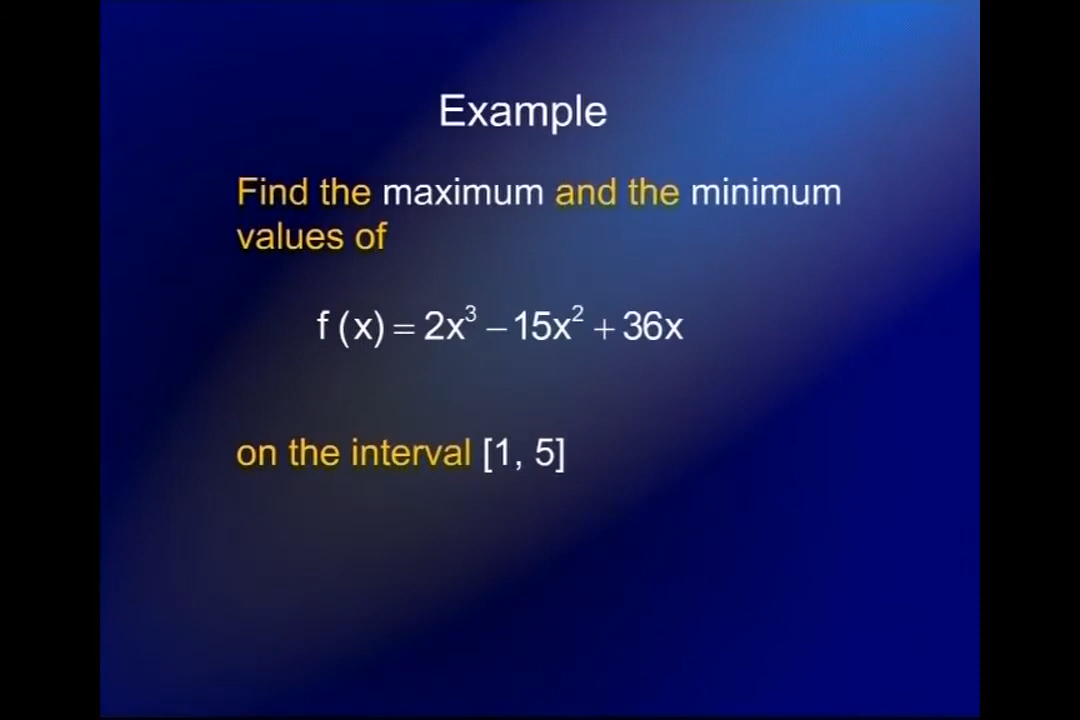 Example
Find the maximum and the minimum
values of
f (x) = 2x³ – 15x² + 36x
on the interval [1, 5]